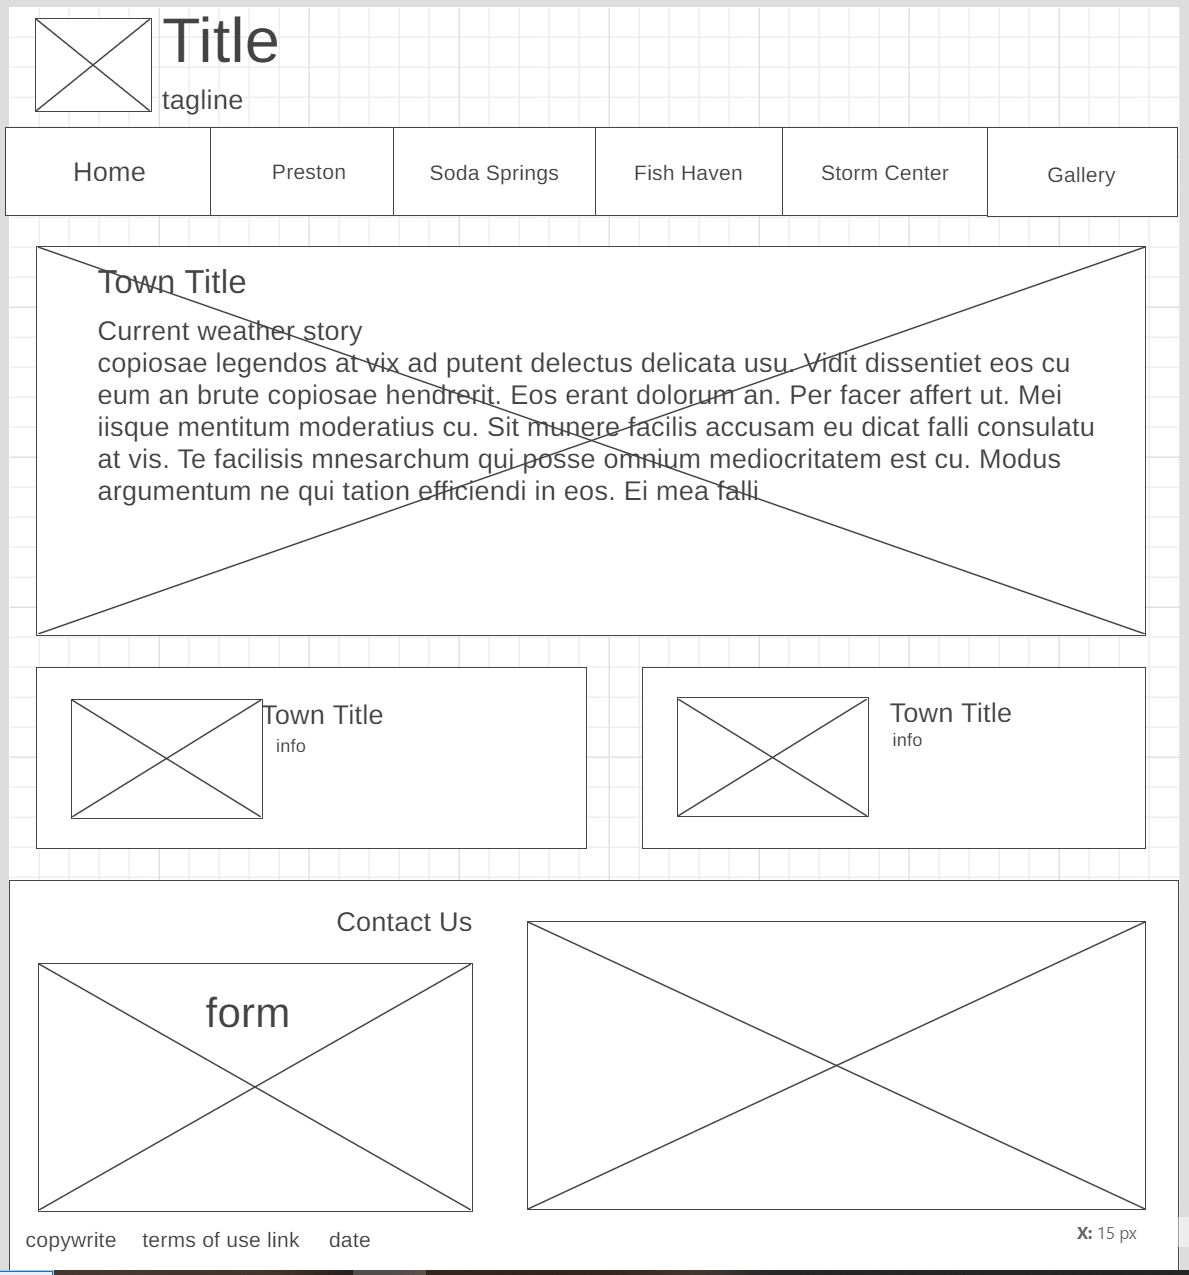 Title
tagline
Home
Preston
Soda Springs
Fish Haven
Storm Center
Gallery
Town Title
Current weather story
copiosae legendos at vix ad putent delectus delicata usu. Vidit dissentiet eos cu
eum an brute copiosae hendrerit. Eos erant dolorum an. Per facer affert ut. Mei
iisque mentitum moderatius cu. Sit munere facilis accusam eu dicat falli consulatu
at vis. Te facilisis mnesarchum qui posse omnium mediocritatem est cu. Modus
argumentum ne qui tation efficiendi in eos. Ei mea falli
Town Title
info
Town Title
info
Contact Us
form
copywrite
terms of use link
date
X: 15 px